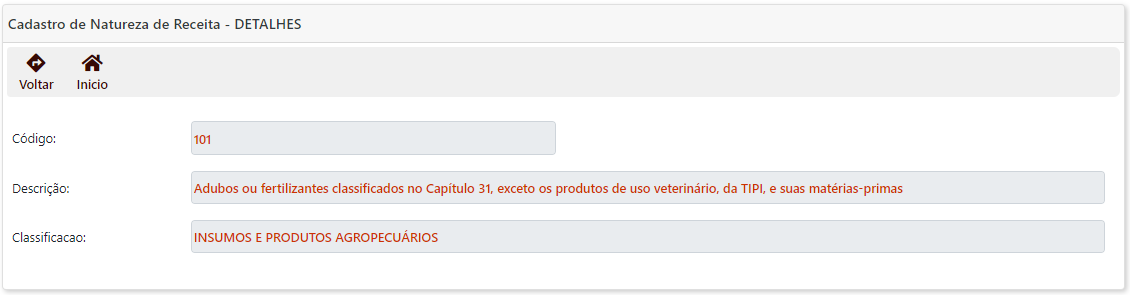 Cadastro de Natureza de Receita - DETALHES
Voltar Inicio
Código: 101
Descrição: Adubos ou fertilizantes classificados no Capítulo 31, exceto os produtos de uso veterinário, da TIPI, e suas matérias-primas
Classificacao: INSUMOS E PRODUTOS AGROPECUÁRIOS